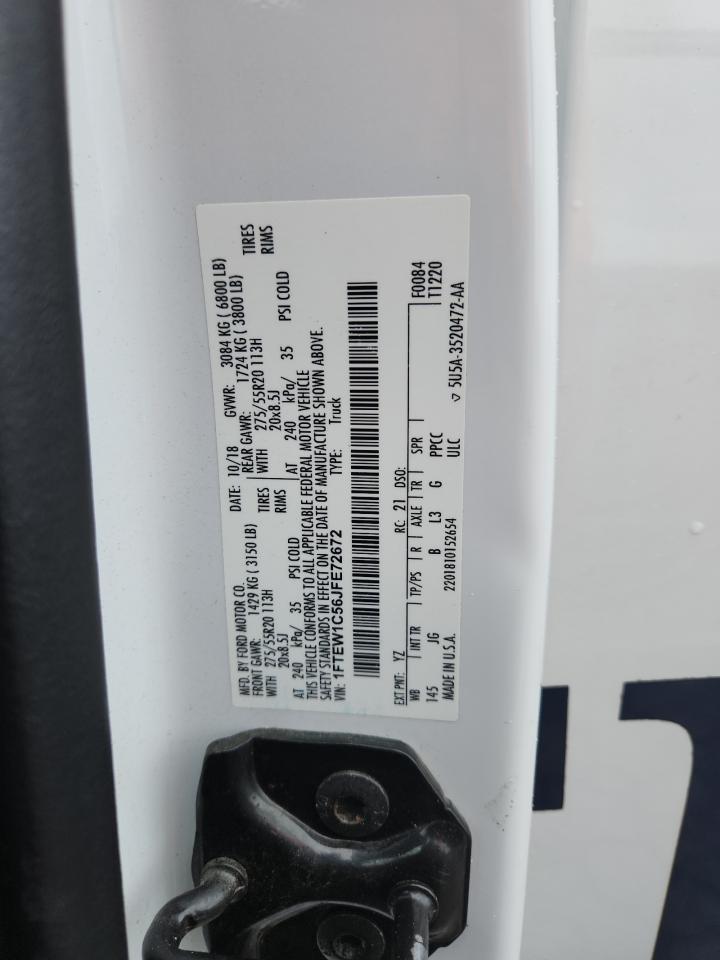 MFD. BY FORD MOTOR CO.
DATE: 10/18 GVWR: 3084 KG ( 6800 LB)
FRONT GAWR: 1429 KG ( 3150 LB) REAR GAWR: 1724 KG ( 3800 LB)
WITH 275/55R20 113H TIRES WITH 275/55R20 113H TIRES
20x8.5J RIMS 20x8.5J RIMS
AT 240 kPa/ 35 PSI COLD AT 240 kPa/ 35 PSI COLD
THIS VEHICLE CONFORMS TO ALL APPLICABLE FEDERAL MOTOR VEHICLE
SAFETY STANDARDS IN EFFECT ON THE DATE OF MANUFACTURE SHOWN ABOVE.
VIN: 1FTEW1C56JFE72672 TYPE: Truck
EXT PNT: YZ RC: 21 DSO: F0084
WB INT TR TP/PS R AXLE TR SPR T1220
145 JG B L3 G PPCC
MADE IN U.S.A. 2201810152654 ULC
5U5A-3520472-AA